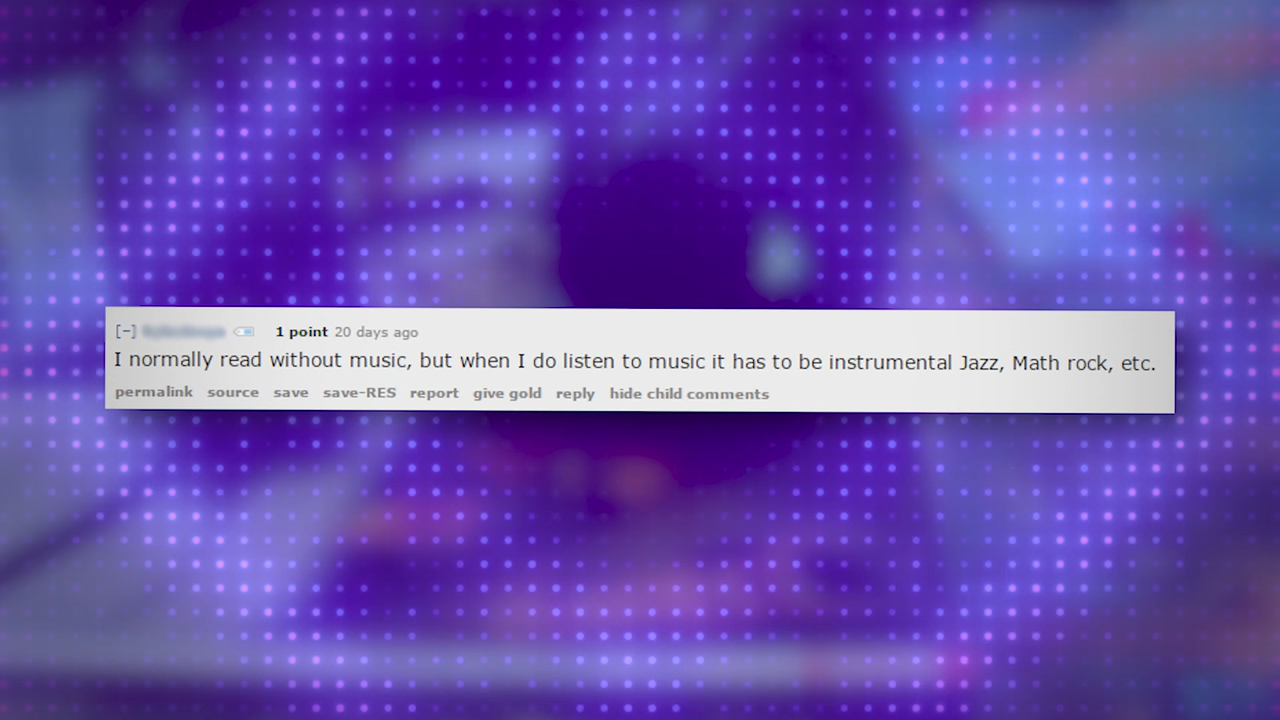 [-] 1 point 20 days ago
I normally read without music, but when I do listen to music it has to be instrumental Jazz, Math rock, etc.
permalink source save save-RES report give gold reply hide child comments